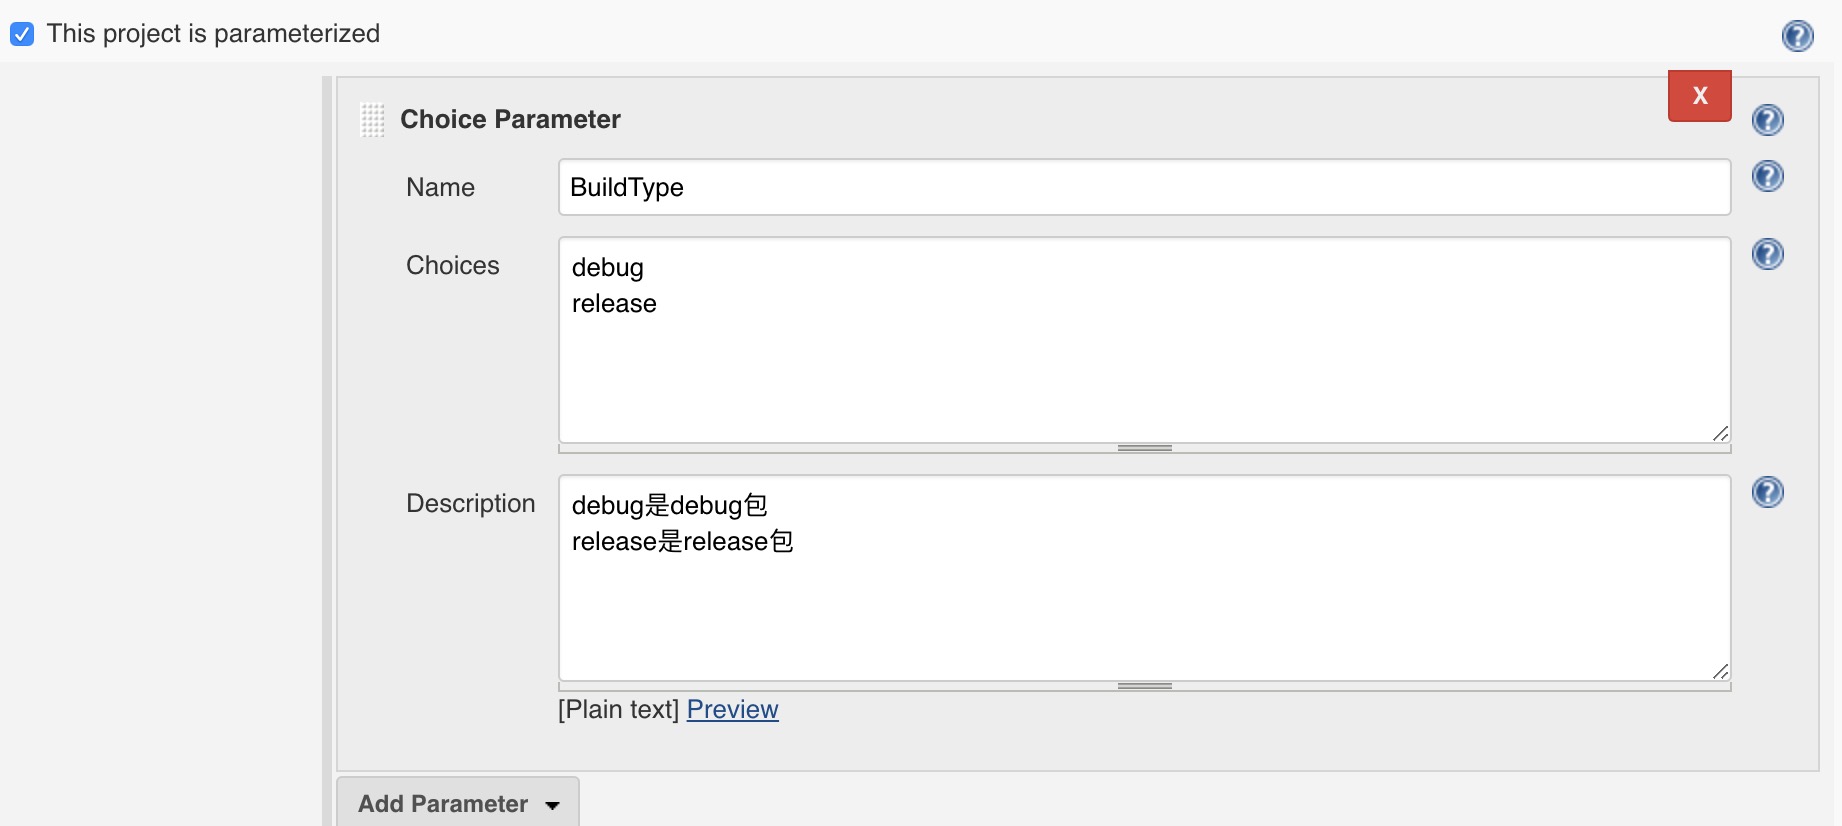 This project is parameterized
?
X
Choice Parameter
?
Name
BuildType
?
Choices
debug
release
?
Description
debug是debug包
release是release包
?
[Plain text] Preview
Add Parameter